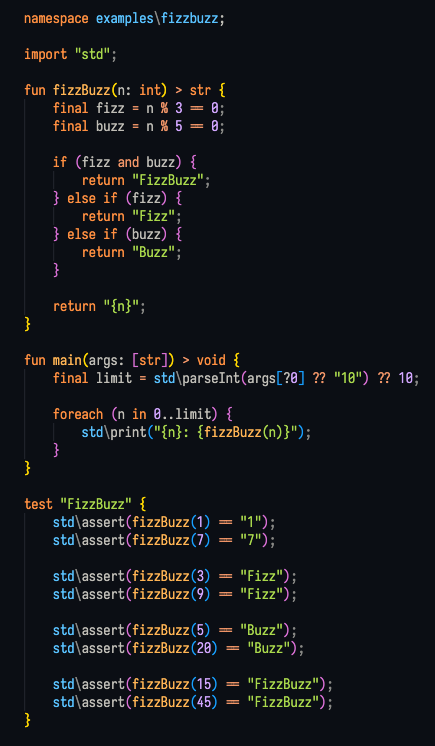 namespace examples\fizzbuzz;

import "std";

fun fizzBuzz(n: int) > str {
    final fizz = n % 3 == 0;
    final buzz = n % 5 == 0;

    if (fizz and buzz) {
        return "FizzBuzz";
    } else if (fizz) {
        return "Fizz";
    } else if (buzz) {
        return "Buzz";
    }

    return "{n}";
}

fun main(args: [str]) > void {
    final limit = std\parseInt(args[?0] ?? "10") ?? 10;

    foreach (n in 0..limit) {
        std\print("{n}: {fizzBuzz(n)}");
    }
}

test "FizzBuzz" {
    std\assert(fizzBuzz(1) == "1");
    std\assert(fizzBuzz(7) == "7");

    std\assert(fizzBuzz(3) == "Fizz");
    std\assert(fizzBuzz(9) == "Fizz");

    std\assert(fizzBuzz(5) == "Buzz");
    std\assert(fizzBuzz(20) == "Buzz");

    std\assert(fizzBuzz(15) == "FizzBuzz");
    std\assert(fizzBuzz(45) == "FizzBuzz");
}